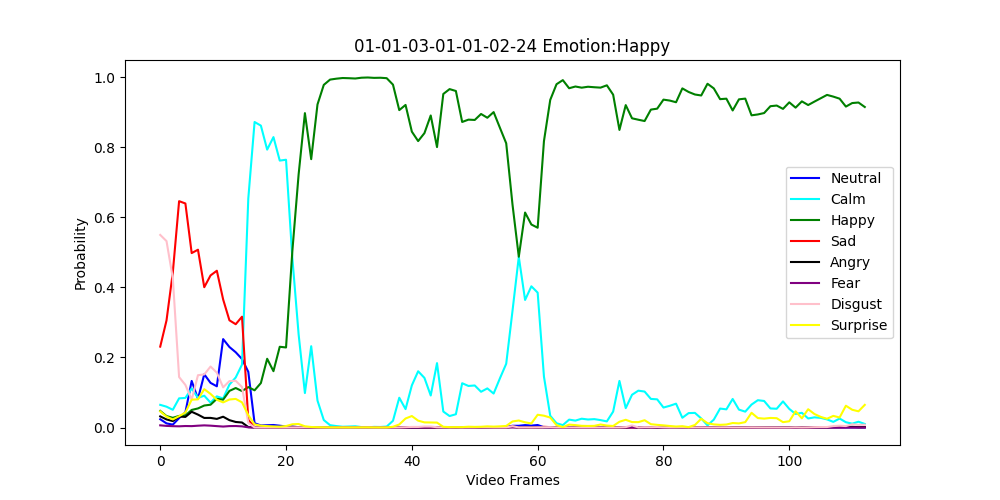 01-01-03-01-01-02-24 Emotion:Happy
1.0
0.8
0.6
0.4
0.2
0.0
Probability
0 20 40 60 80 100
Video Frames
Neutral
Calm
Happy
Sad
Angry
Fear
Disgust
Surprise